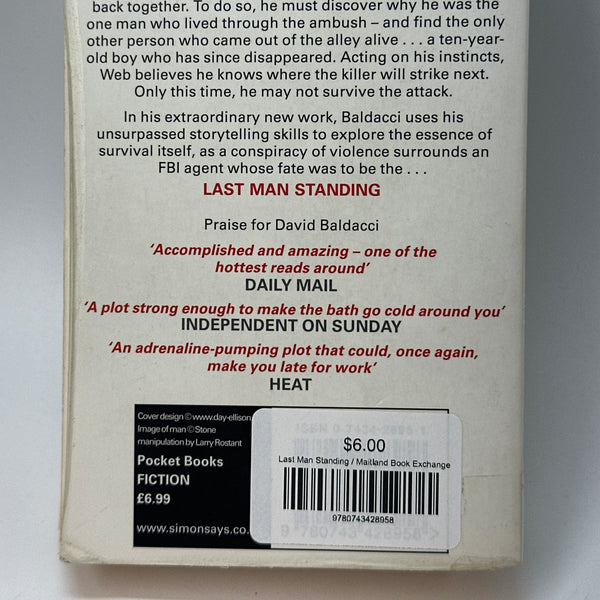 back together. To do so, he must discover why he was the
one man who lived through the ambush – and find the only
other person who came out of the alley alive . . . a ten-year-
old boy who has since disappeared. Acting on his instincts,
Web believes he knows where the killer will strike next.
Only this time, he may not survive the attack.
In his extraordinary new work, Baldacci uses his
unsurpassed storytelling skills to explore the essence of
survival itself, as a conspiracy of violence surrounds an
FBI agent whose fate was to be the . . .
LAST MAN STANDING
Praise for David Baldacci
‘Accomplished and amazing – one of the
hottest reads around’
DAILY MAIL
‘A plot strong enough to make the bath go cold around you’
INDEPENDENT ON SUNDAY
‘An adrenaline-pumping plot that could, once again,
make you late for work’
HEAT
Cover design © www.day-ellison
Image of man © Stone
manipulation by Larry Rostant
Pocket Books
FICTION
£6.99
www.simonsays.co.
ISBN 0-7434-2895-1
$6.00
Last Man Standing / Maitland Book Exchange
9780743428958
9 780743 428958 >